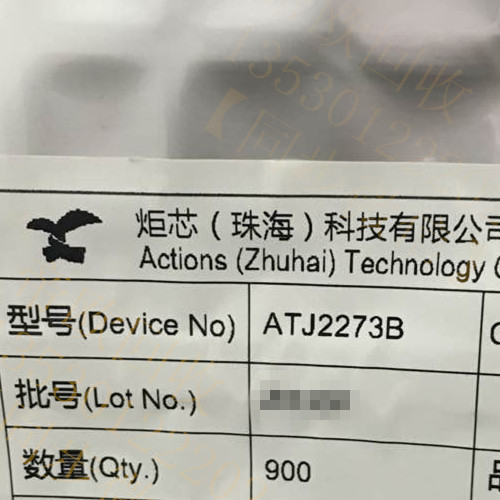 炬芯（珠海）科技有限公司
Actions (Zhuhai) Technology
型号(Device No) ATJ2273B
批号(Lot No.)
数量(Qty.) 900